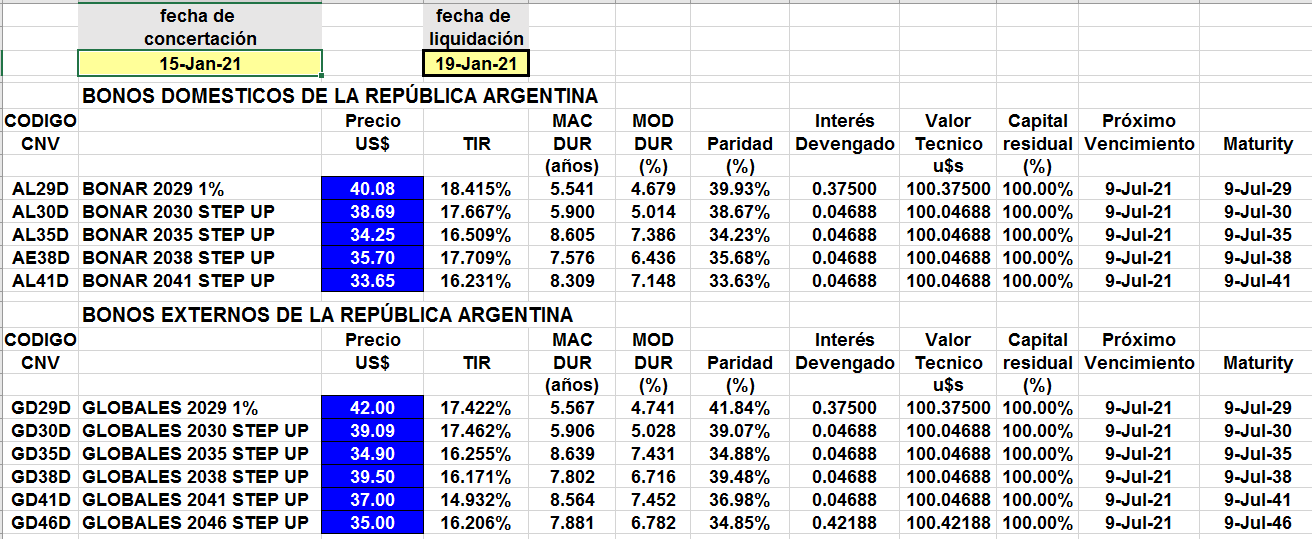 fecha de fecha de
concertación liquidación
15-Jan-21 19-Jan-21
BONOS DOMESTICOS DE LA REPÚBLICA ARGENTINA
CODIGO Precio MAC MOD Interés Valor Capital Próximo
CNV US$ TIR DUR DUR Paridad Devengado Tecnico residual Vencimiento Maturity
(años) (%) (%) u$s (%)
AL29D BONAR 2029 1% 40.08 18.415% 5.541 4.679 39.93% 0.37500 100.37500 100.00% 9-Jul-21 9-Jul-29
AL30D BONAR 2030 STEP UP 38.69 17.667% 5.900 5.014 38.67% 0.04688 100.04688 100.00% 9-Jul-21 9-Jul-30
AL35D BONAR 2035 STEP UP 34.25 16.509% 8.605 7.386 34.23% 0.04688 100.04688 100.00% 9-Jul-21 9-Jul-35
AE38D BONAR 2038 STEP UP 35.70 17.709% 7.576 6.436 35.68% 0.04688 100.04688 100.00% 9-Jul-21 9-Jul-38
AL41D BONAR 2041 STEP UP 33.65 16.231% 8.309 7.148 33.63% 0.04688 100.04688 100.00% 9-Jul-21 9-Jul-41
BONOS EXTERNOS DE LA REPÚBLICA ARGENTINA
CODIGO Precio MAC MOD Interés Valor Capital Próximo
CNV US$ TIR DUR DUR Paridad Devengado Tecnico residual Vencimiento Maturity
(años) (%) (%) u$s (%)
GD29D GLOBALES 2029 1% 42.00 17.422% 5.567 4.741 41.84% 0.37500 100.37500 100.00% 9-Jul-21 9-Jul-29
GD30D GLOBALES 2030 STEP UP 39.09 17.462% 5.906 5.028 39.07% 0.04688 100.04688 100.00% 9-Jul-21 9-Jul-30
GD35D GLOBALES 2035 STEP UP 34.90 16.255% 8.639 7.431 34.88% 0.04688 100.04688 100.00% 9-Jul-21 9-Jul-35
GD38D GLOBALES 2038 STEP UP 39.50 16.171% 7.802 6.716 39.48% 0.04688 100.04688 100.00% 9-Jul-21 9-Jul-38
GD41D GLOBALES 2041 STEP UP 37.00 14.932% 8.564 7.452 36.98% 0.04688 100.04688 100.00% 9-Jul-21 9-Jul-41
GD46D GLOBALES 2046 STEP UP 35.00 16.206% 7.881 6.782 34.85% 0.42188 100.42188 100.00% 9-Jul-21 9-Jul-46